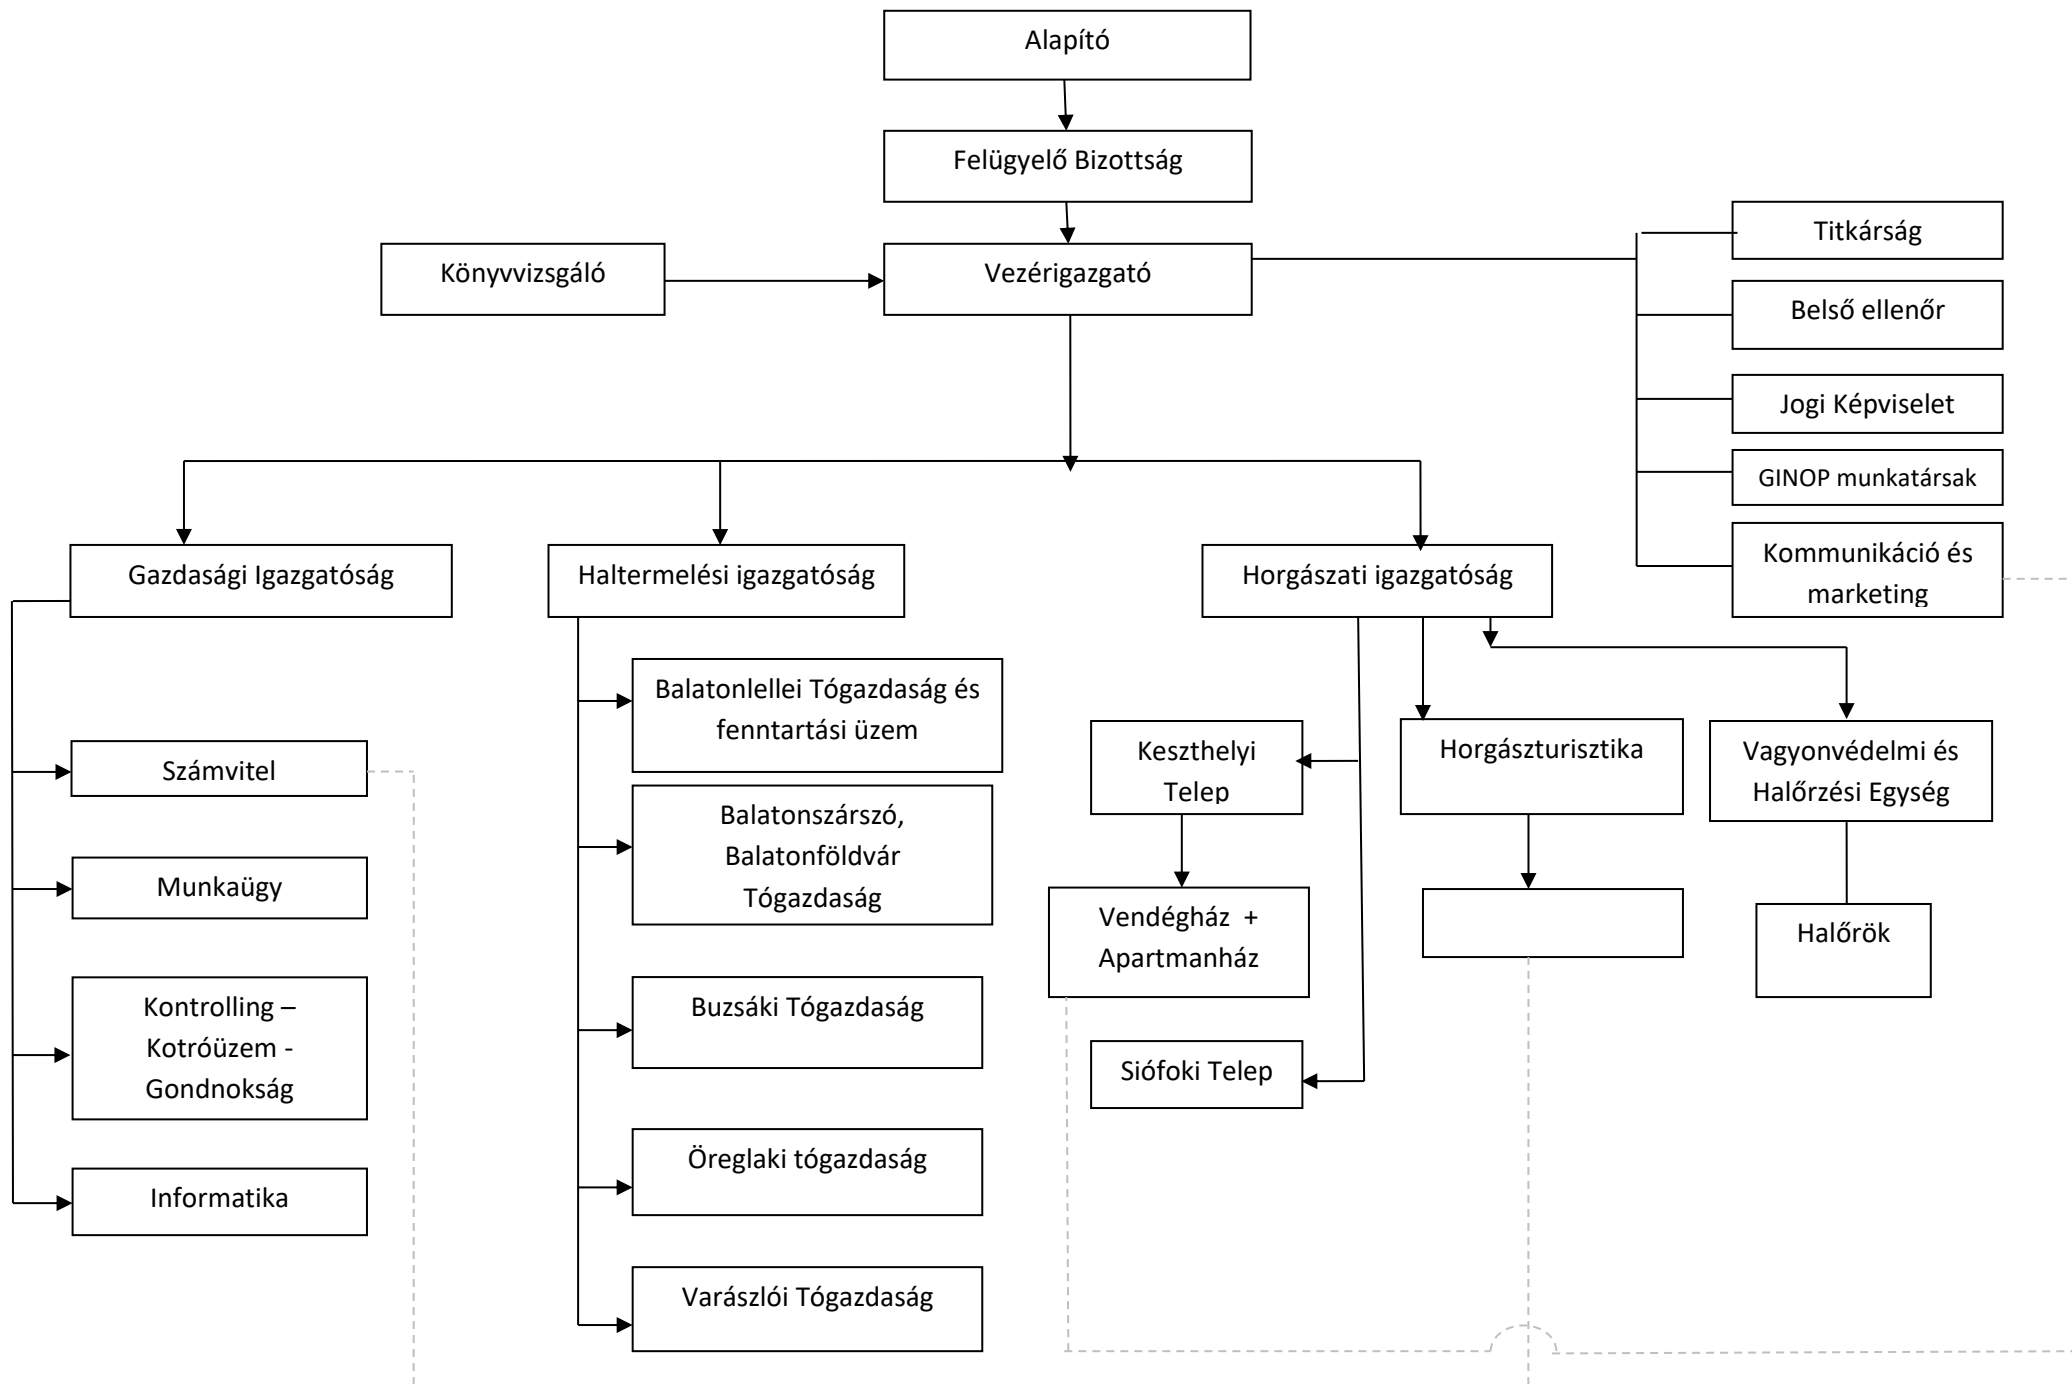 Alapító
Felügyelő Bizottság
Könyvvizsgáló
Vezérigazgató
Titkárság
Belső ellenőr
Jogi Képviselet
GINOP munkatársak
Kommunikáció és
marketing
Gazdasági Igazgatóság
Haltermelési igazgatóság
Horgászati igazgatóság
Számvitel
Munkaügy
Kontrolling –
Kotróüzem -
Gondnokság
Informatika
Balatonlellei Tógazdaság és
fenntartási üzem
Balatonszárszó,
Balatonföldvár
Tógazdaság
Buzsáki Tógazdaság
Öreglaki tógazdaság
Varászlói Tógazdaság
Keszthelyi
Telep
Vendégház +
Apartmanház
Siófoki Telep
Horgászturisztika
Vagyonvédelmi és
Halőrzési Egység
Halőrök